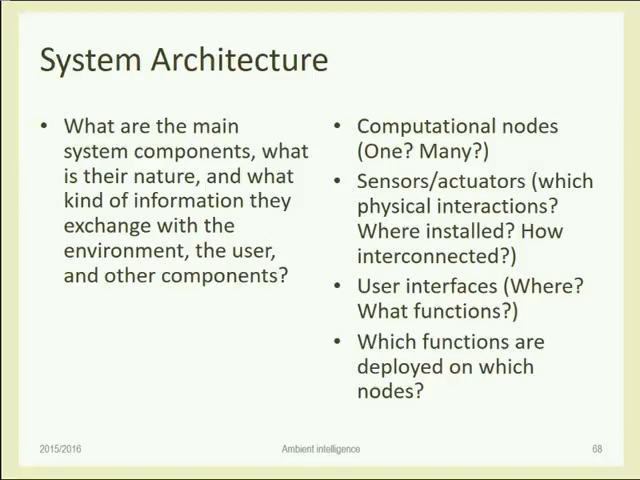 System Architecture
• What are the main
system components, what
is their nature, and what
kind of information they
exchange with the
environment, the user,
and other components?
• Computational nodes
(One? Many?)
• Sensors/actuators (which
physical interactions?
Where installed? How
interconnected?)
• User interfaces (Where?
What functions?)
• Which functions are
deployed on which
nodes?
2015/2016
Ambient intelligence
68